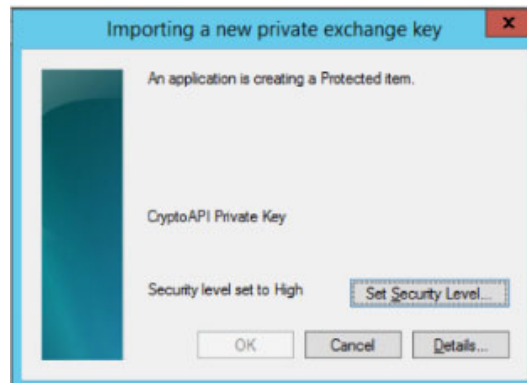 Importing a new private exchange key
x
An application is creating a Protected item.
CryptoAPI Private Key
Security level set to High
Set Security Level...
OK
Cancel
Details...